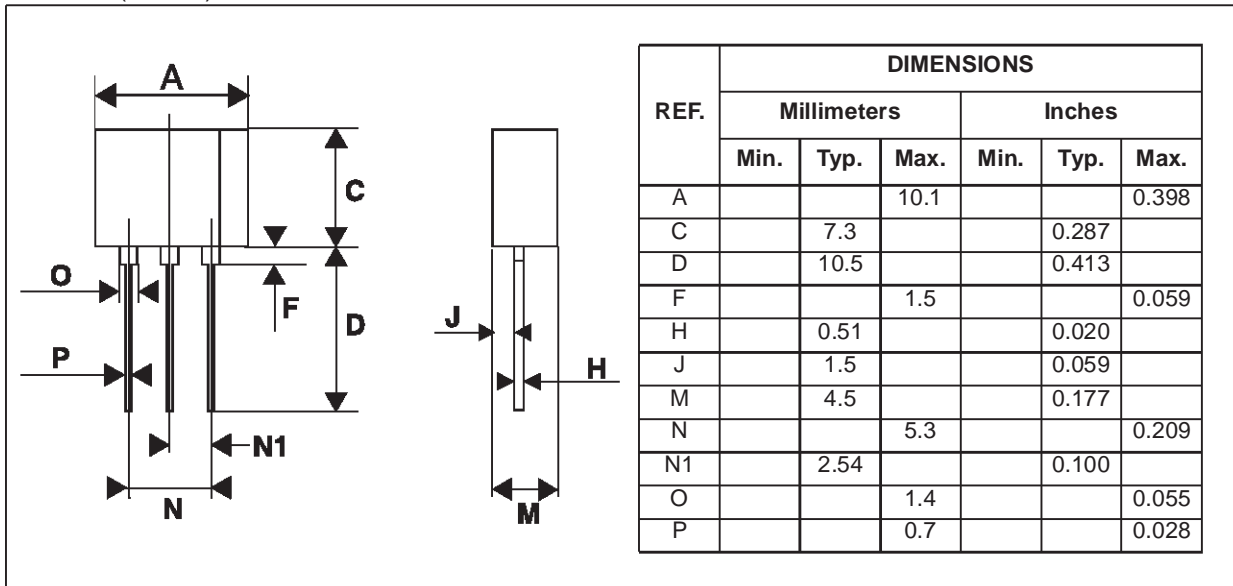 A
C
O
F
D
P
N1
N
J
H
M
REF. DIMENSIONS
Millimeters Inches
Min. Typ. Max. Min. Typ. Max.
A 10.1 0.398
C 7.3 0.287
D 10.5 0.413
F 1.5 0.059
H 0.51 0.020
J 1.5 0.059
M 4.5 0.177
N 5.3 0.209
N1 2.54 0.100
O 1.4 0.055
P 0.7 0.028